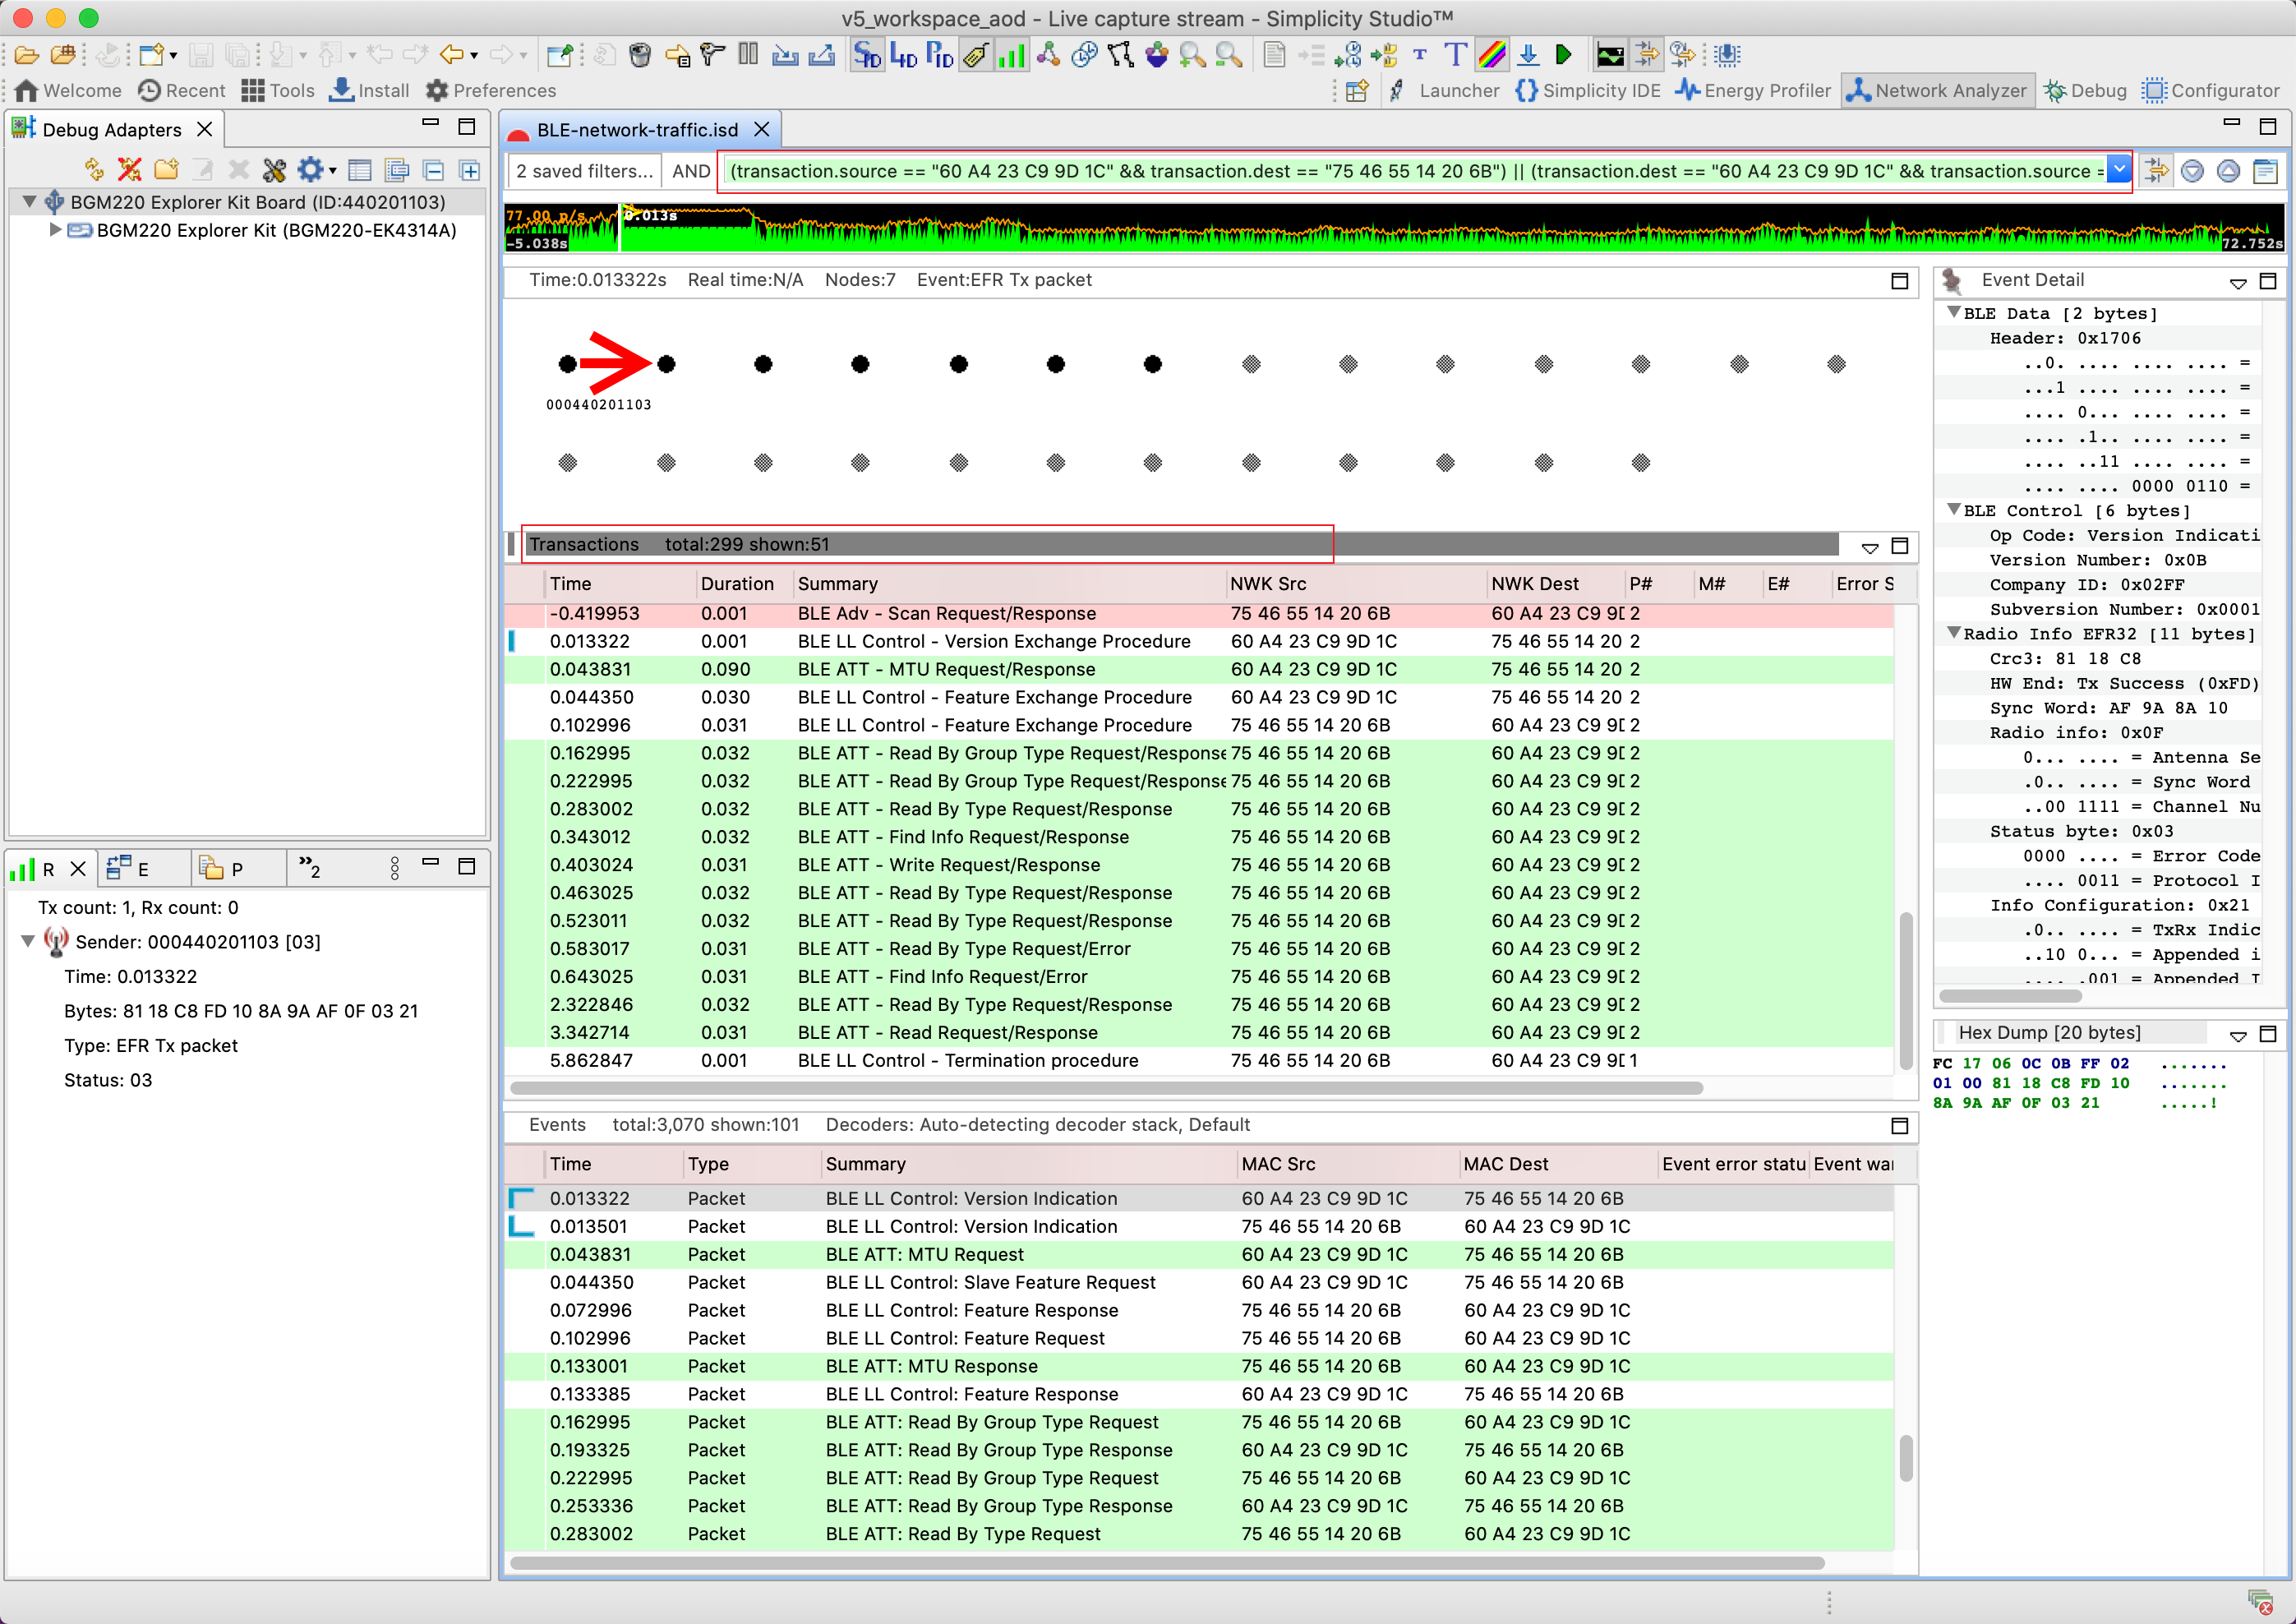 v5_workspace_aod - Live capture stream - Simplicity Studio™
Welcome Recent Tools Install Preferences Launcher Simplicity IDE Energy Profiler Network Analyzer Debug Configurator
Debug Adapters
BGM220 Explorer Kit Board (ID:440201103)
BGM220 Explorer Kit (BGM220-EK4314A)
R E P »2
Tx count: 1, Rx count: 0
Sender: 000440201103 [03]
Time: 0.013322
Bytes: 81 18 C8 FD 10 8A 9A AF 0F 03 21
Type: EFR Tx packet
Status: 03
BLE-network-traffic.isd
2 saved filters... AND (transaction.source == "60 A4 23 C9 9D 1C" && transaction.dest == "75 46 55 14 20 6B") || (transaction.dest == "60 A4 23 C9 9D 1C" && transaction.source =
77.00 p/s 0.013s
-5.038s 72.752s
Time:0.013322s Real time:N/A Nodes:7 Event:EFR Tx packet
000440201103
Transactions total:299 shown:51
Time Duration Summary NWK Src NWK Dest P# M# E# Error S
-0.419953 0.001 BLE Adv - Scan Request/Response 75 46 55 14 20 6B 60 A4 23 C9 9D 2
0.013322 0.001 BLE LL Control - Version Exchange Procedure 60 A4 23 C9 9D 1C 75 46 55 14 20 2
0.043831 0.090 BLE ATT - MTU Request/Response 60 A4 23 C9 9D 1C 75 46 55 14 20 2
0.044350 0.030 BLE LL Control - Feature Exchange Procedure 60 A4 23 C9 9D 1C 75 46 55 14 20 2
0.102996 0.031 BLE LL Control - Feature Exchange Procedure 75 46 55 14 20 6B 60 A4 23 C9 9D 2
0.162995 0.032 BLE ATT - Read By Group Type Request/Response 75 46 55 14 20 6B 60 A4 23 C9 9D 2
0.222995 0.032 BLE ATT - Read By Group Type Request/Response 75 46 55 14 20 6B 60 A4 23 C9 9D 2
0.283002 0.032 BLE ATT - Read By Type Request/Response 75 46 55 14 20 6B 60 A4 23 C9 9D 2
0.343012 0.032 BLE ATT - Find Info Request/Response 75 46 55 14 20 6B 60 A4 23 C9 9D 2
0.403024 0.031 BLE ATT - Write Request/Response 75 46 55 14 20 6B 60 A4 23 C9 9D 2
0.463025 0.032 BLE ATT - Read By Type Request/Response 75 46 55 14 20 6B 60 A4 23 C9 9D 2
0.523011 0.032 BLE ATT - Read By Type Request/Response 75 46 55 14 20 6B 60 A4 23 C9 9D 2
0.583017 0.031 BLE ATT - Read By Type Request/Error 75 46 55 14 20 6B 60 A4 23 C9 9D 2
0.643025 0.031 BLE ATT - Find Info Request/Error 75 46 55 14 20 6B 60 A4 23 C9 9D 2
2.322846 0.032 BLE ATT - Read By Type Request/Response 75 46 55 14 20 6B 60 A4 23 C9 9D 2
3.342714 0.031 BLE ATT - Read Request/Response 75 46 55 14 20 6B 60 A4 23 C9 9D 2
5.862847 0.001 BLE LL Control - Termination procedure 75 46 55 14 20 6B 60 A4 23 C9 9D 1
Events total:3,070 shown:101 Decoders: Auto-detecting decoder stack, Default
Time Type Summary MAC Src MAC Dest Event error statu Event wa
0.013322 Packet BLE LL Control: Version Indication 60 A4 23 C9 9D 1C 75 46 55 14 20 6B
0.013501 Packet BLE LL Control: Version Indication 75 46 55 14 20 6B 60 A4 23 C9 9D 1C
0.043831 Packet BLE ATT: MTU Request 60 A4 23 C9 9D 1C 75 46 55 14 20 6B
0.044350 Packet BLE LL Control: Slave Feature Request 60 A4 23 C9 9D 1C 75 46 55 14 20 6B
0.072996 Packet BLE LL Control: Feature Response 75 46 55 14 20 6B 60 A4 23 C9 9D 1C
0.102996 Packet BLE LL Control: Feature Request 75 46 55 14 20 6B 60 A4 23 C9 9D 1C
0.133001 Packet BLE ATT: MTU Response 75 46 55 14 20 6B 60 A4 23 C9 9D 1C
0.133385 Packet BLE LL Control: Feature Response 60 A4 23 C9 9D 1C 75 46 55 14 20 6B
0.162995 Packet BLE ATT: Read By Group Type Request 75 46 55 14 20 6B 60 A4 23 C9 9D 1C
0.193325 Packet BLE ATT: Read By Group Type Response 60 A4 23 C9 9D 1C 75 46 55 14 20 6B
0.222995 Packet BLE ATT: Read By Group Type Request 75 46 55 14 20 6B 60 A4 23 C9 9D 1C
0.253336 Packet BLE ATT: Read By Group Type Response 60 A4 23 C9 9D 1C 75 46 55 14 20 6B
0.283002 Packet BLE ATT: Read By Type Request 75 46 55 14 20 6B 60 A4 23 C9 9D 1C
Event Detail
BLE Data [2 bytes]
Header: 0x1706
..0. .... .... .... =
...1 .... .... .... =
.... 0... .... .... =
.... .1.. .... .... =
.... ..11 .... .... =
.... .... 0000 0110 =
BLE Control [6 bytes]
Op Code: Version Indicati
Version Number: 0x0B
Company ID: 0x02FF
Subversion Number: 0x0001
Radio Info EFR32 [11 bytes]
Crc3: 81 18 C8
HW End: Tx Success (0xFD)
Sync Word: AF 9A 8A 10
Radio info: 0x0F
0... .... = Antenna Se
.0.. .... = Sync Word
..00 1111 = Channel Nu
Status byte: 0x03
0000 .... = Error Code
.... 0011 = Protocol I
Info Configuration: 0x21
.0.. .... = TxRx Indic
..10 0... = Appended i
.... .001 = Appended I
Hex Dump [20 bytes]
FC 17 06 0C 0B FF 02 .......
01 00 81 18 C8 FD 10 .......
8A 9A AF 0F 03 21 .....!